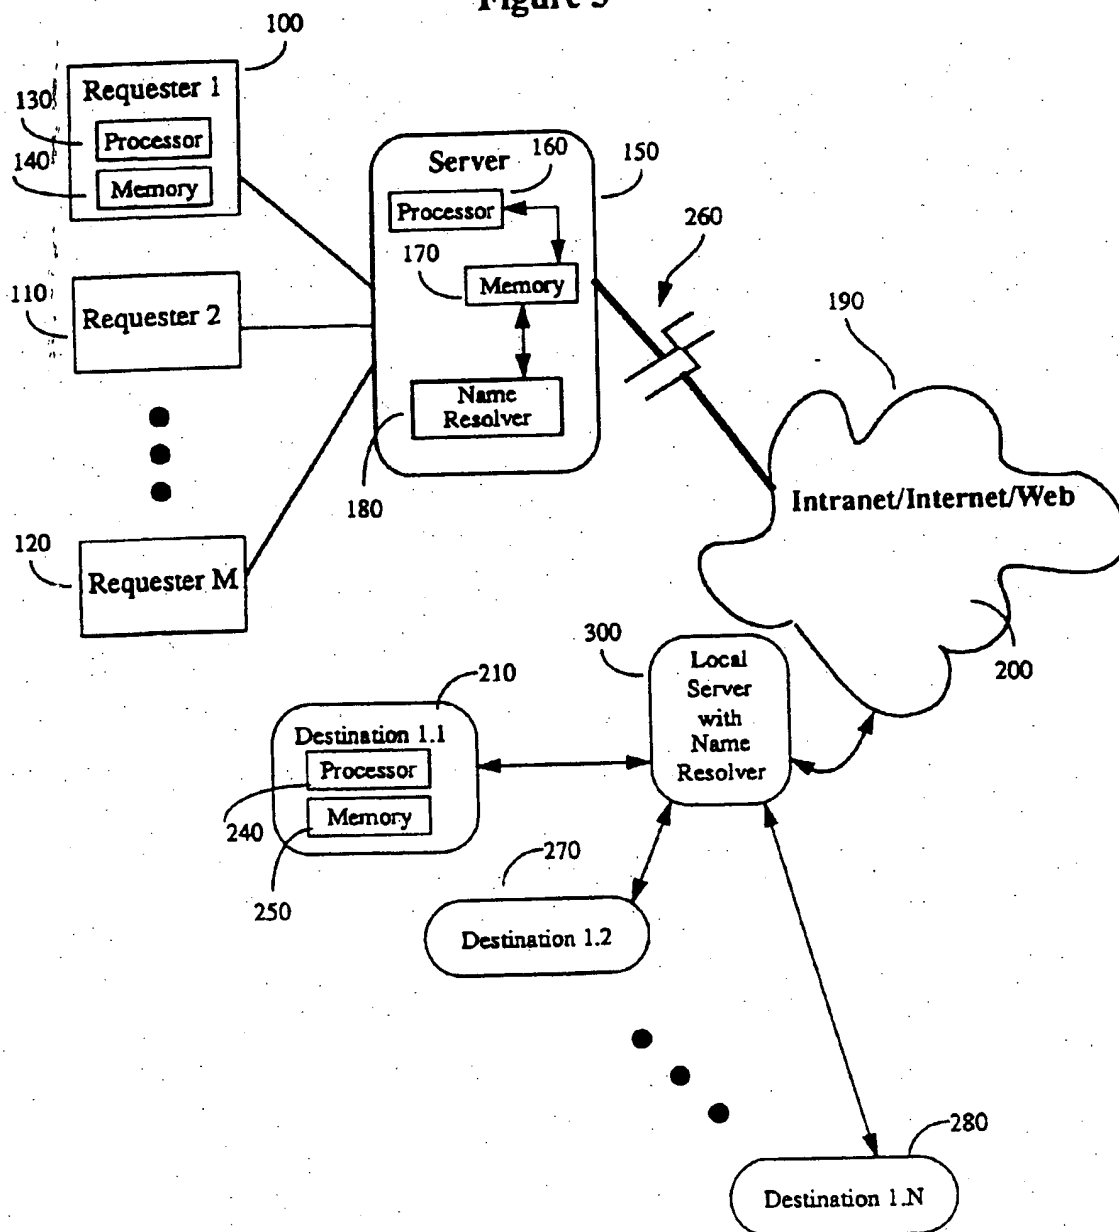 100
Requester 1
130
Processor
140
Memory
Server
160
150
Processor
260
170
Memory
110
Requester 2
190
Name
Resolver
180
Intranet/Internet/Web
120
Requester M
300
Local
Server
with
Name
Resolver
200
210
Destination 1.1
Processor
240
Memory
250
270
Destination 1.2
280
Destination 1.N